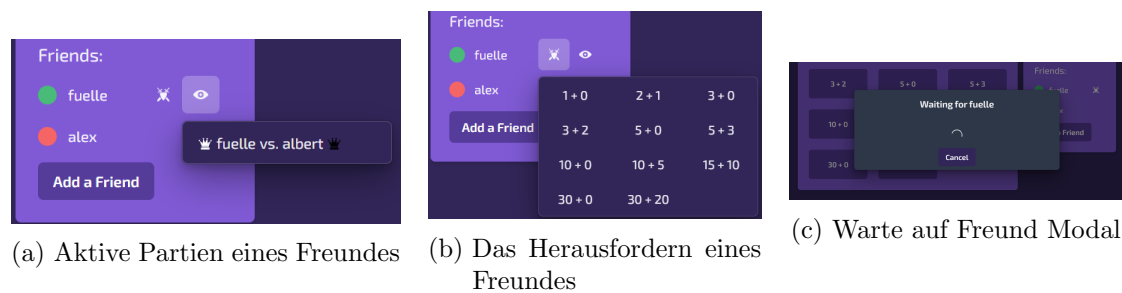 Friends:
fuelle
alex
fuelle vs. albert
Add a Friend
(a) Aktive Partien eines Freundes
Friends:
fuelle
alex
Add a Friend
1 + 0 2 + 1 3 + 0
3 + 2 5 + 0 5 + 3
10 + 0 10 + 5 15 + 10
30 + 0 30 + 20
(b) Das Herausfordern eines
Freundes
3 + 2 5 + 0 5 + 3
Friends:
fuelle
10 + 0
30 + 0
Waiting for fuelle
Cancel
Friend
(c) Warte auf Freund Modal